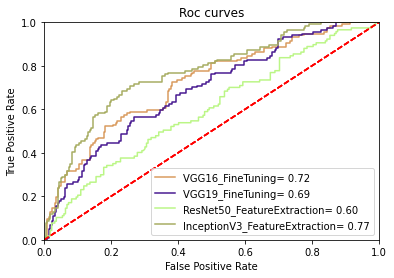 Roc curves
True Positive Rate
1.0
0.8
0.6
0.4
0.2
0.0
VGG16_FineTuning= 0.72
VGG19_FineTuning= 0.69
ResNet50_FeatureExtraction= 0.60
InceptionV3_FeatureExtraction= 0.77
0.0 0.2 0.4 0.6 0.8 1.0
False Positive Rate